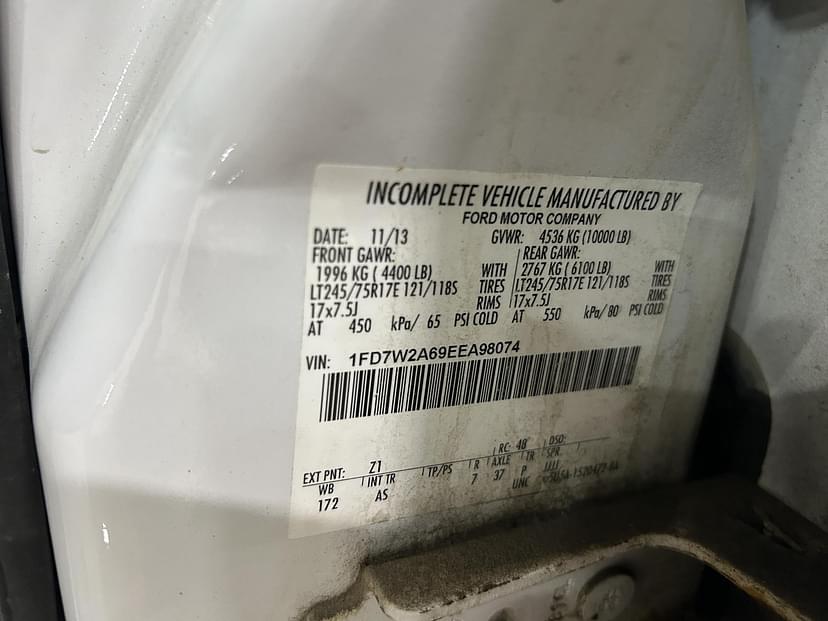 INCOMPLETE VEHICLE MANUFACTURED BY
FORD MOTOR COMPANY
DATE: 11/13 GVWR: 4536 KG (10000 LB)
FRONT GAWR: REAR GAWR:
1996 KG ( 4400 LB) WITH 2767 KG ( 6100 LB) WITH
LT245/75R17E 121/118S TIRES LT245/75R17E 121/118S TIRES
17x7.5J RIMS 17x7.5J RIMS
AT 450 kPa/ 65 PSI COLD AT 550 kPa/ 80 PSI COLD
VIN: 1FD7W2A69EEA98074
EXT PNT: Z1 RC: 48 DSO:
WB INT TR TP/PS R AXLE TR SPR
172 AS 7 37 P
UNC